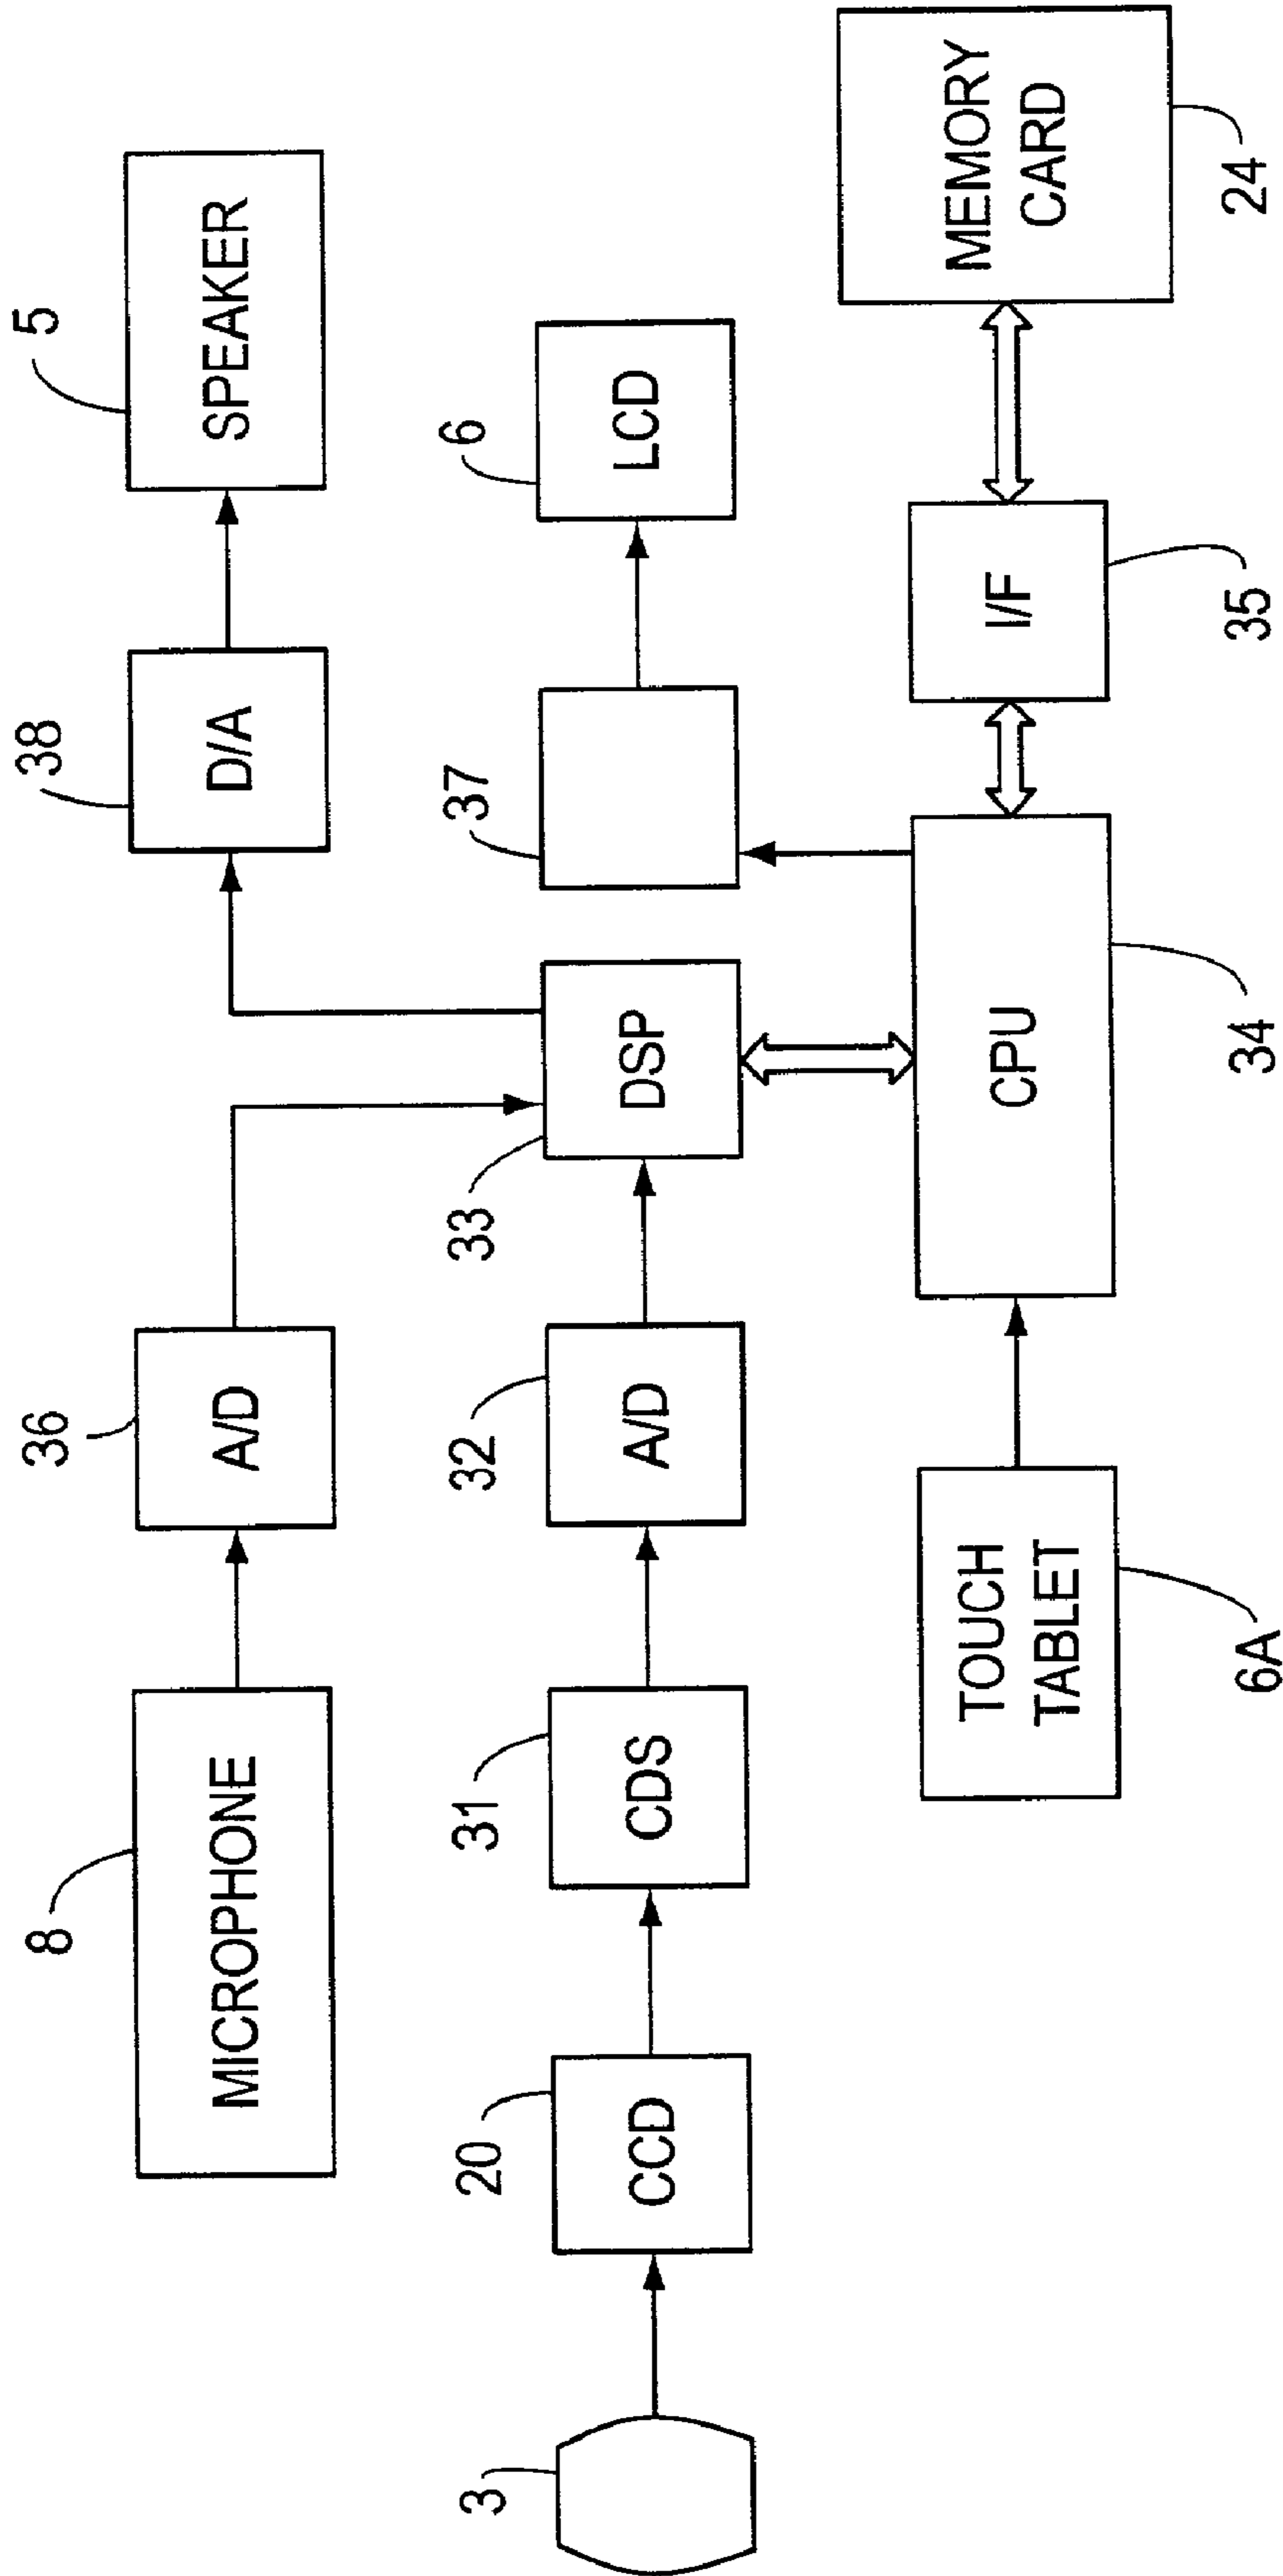 8
MICROPHONE
36
A/D
38
D/A
5
SPEAKER
3
20
CCD
31
CDS
32
A/D
33
DSP
37
6
LCD
TOUCH
TABLET
6A
CPU
34
I/F
35
MEMORY
CARD
24